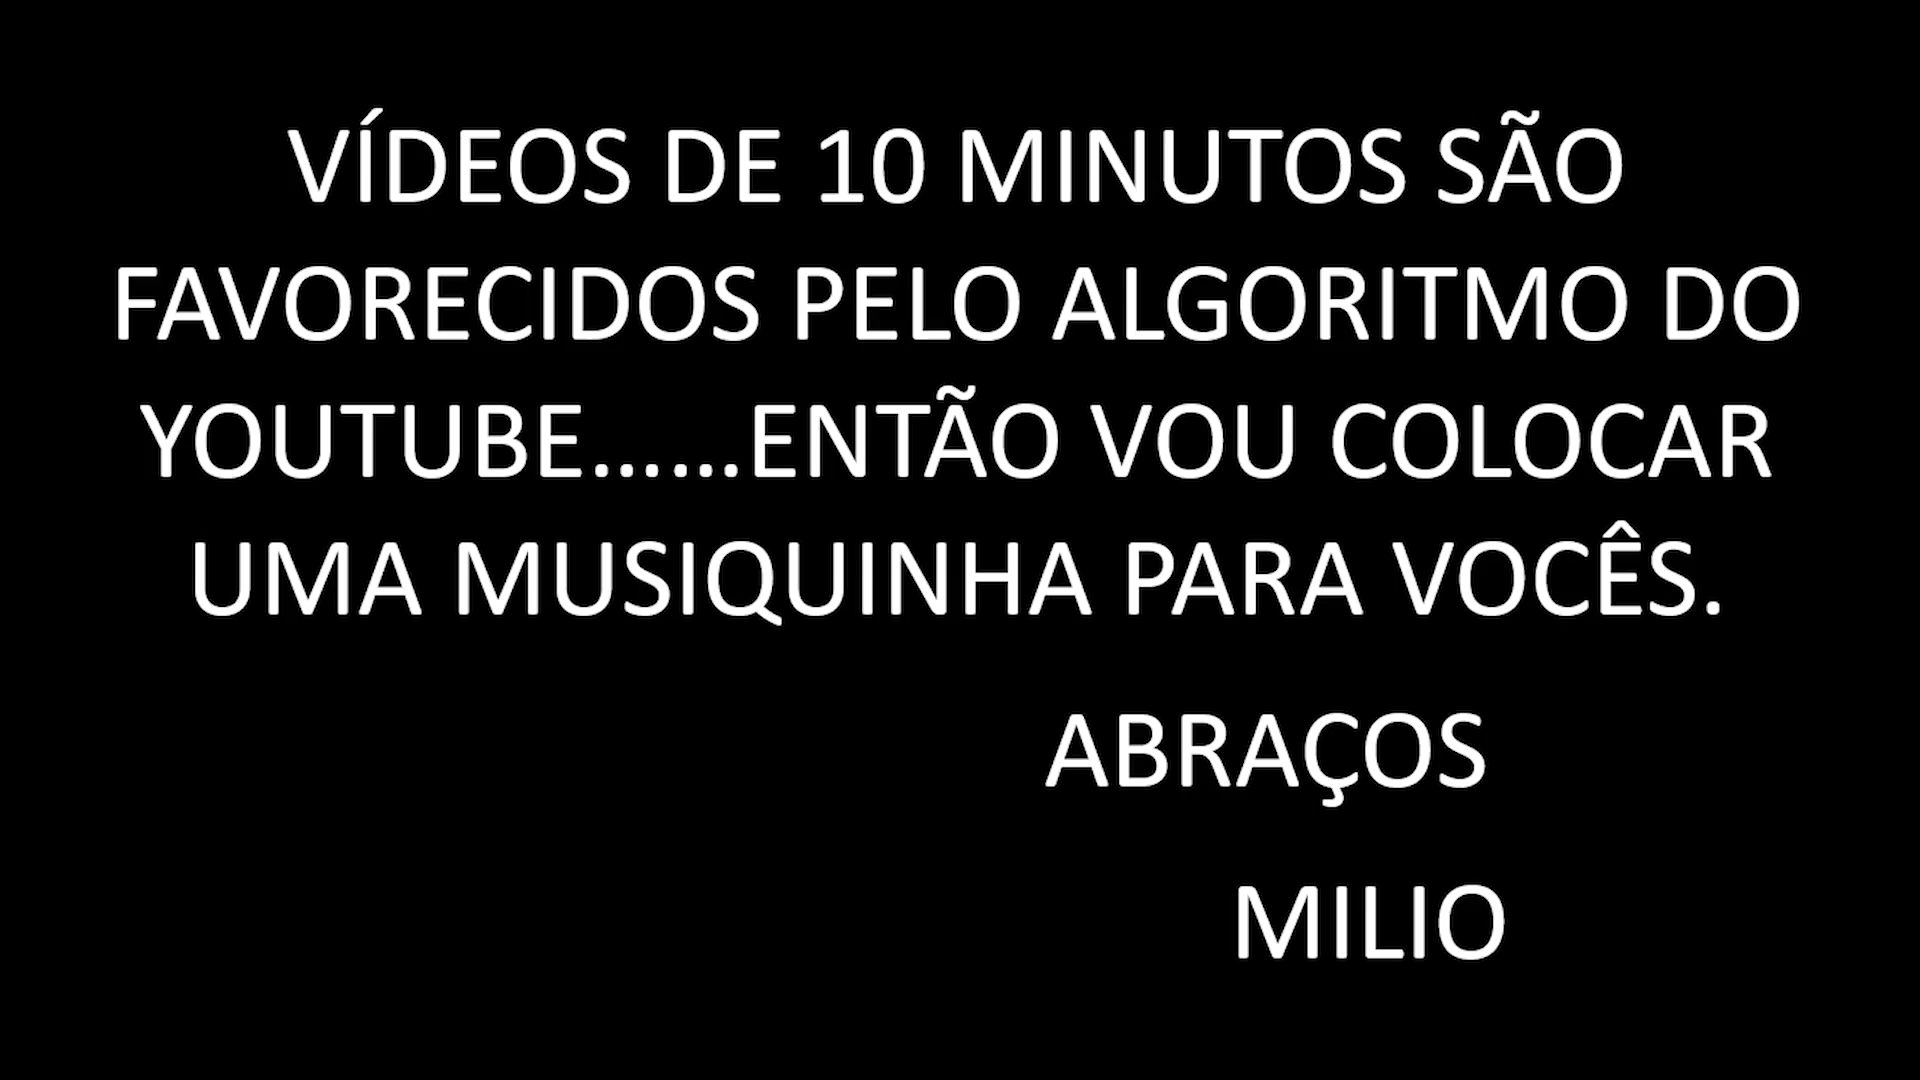 VÍDEOS DE 10 MINUTOS SÃO
FAVORECIDOS PELO ALGORITMO DO
YOUTUBE......ENTÃO VOU COLOCAR
UMA MUSIQUINHA PARA VOCÊS.
ABRAÇOS
MILIO